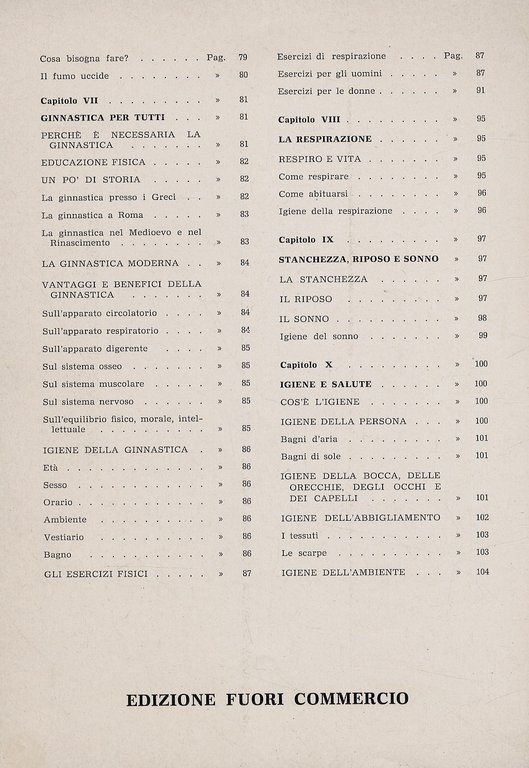 Cosa bisogna fare? . . . . . . Pag. 79
Il fumo uccide . . . . . . . . » 80
Capitolo VII . . . . . . . . . » 81
GINNASTICA PER TUTTI . . . » 81
PERCHÈ È NECESSARIA LA
GINNASTICA . . . . . . . » 81
EDUCAZIONE FISICA . . . . . » 82
UN PO' DI STORIA . . . . . » 82
La ginnastica presso i Greci . . » 82
La ginnastica a Roma . . . . » 83
La ginnastica nel Medioevo e nel
Rinascimento . . . . . . . . » 83
LA GINNASTICA MODERNA . . » 84
VANTAGGI E BENEFICI DELLA
GINNASTICA . . . . . . . » 84
Sull'apparato circolatorio . . . . » 84
Sull'apparato respiratorio . . . . » 84
Sull'apparato digerente . . . . » 85
Sul sistema osseo . . . . . . » 85
Sul sistema muscolare . . . . . » 85
Sul sistema nervoso . . . . . . » 85
Sull'equilibrio fisico, morale, intel-
lettuale . . . . . . . . . . » 85
IGIENE DELLA GINNASTICA . » 86
Età . . . . . . . . . . . . » 86
Sesso . . . . . . . . . . . » 86
Orario . . . . . . . . . . . » 86
Ambiente . . . . . . . . . » 86
Vestiario . . . . . . . . . » 86
Bagno . . . . . . . . . . » 86
GLI ESERCIZI FISICI . . . . . » 87
Esercizi di respirazione . . . . Pag. 87
Esercizi per gli uomini . . . . . » 87
Esercizi per le donne . . . . . . » 91
Capitolo VIII . . . . . . . . . » 95
LA RESPIRAZIONE . . . . . . » 95
RESPIRO E VITA . . . . . . . » 95
Come respirare . . . . . . . . » 95
Come abituarsi . . . . . . . . » 96
Igiene della respirazione . . . . » 96
Capitolo IX . . . . . . . . . » 97
STANCHEZZA, RIPOSO E SONNO » 97
LA STANCHEZZA . . . . . . » 97
IL RIPOSO . . . . . . . . . » 97
IL SONNO . . . . . . . . . . » 98
Igiene del sonno . . . . . . . » 99
Capitolo X . . . . . . . . . » 100
IGIENE E SALUTE . . . . . . » 100
COS'È L'IGIENE . . . . . . . » 100
IGIENE DELLA PERSONA . . . » 100
Bagni d'aria . . . . . . . . . » 101
Bagni di sole . . . . . . . . . » 101
IGIENE DELLA BOCCA, DELLE
ORECCHIE, DEGLI OCCHI E
DEI CAPELLI . . . . . . . » 101
IGIENE DELL'ABBIGLIAMENTO » 102
I tessuti . . . . . . . . . . . » 103
Le scarpe . . . . . . . . . . » 103
IGIENE DELL'AMBIENTE . . . » 104
EDIZIONE FUORI COMMERCIO